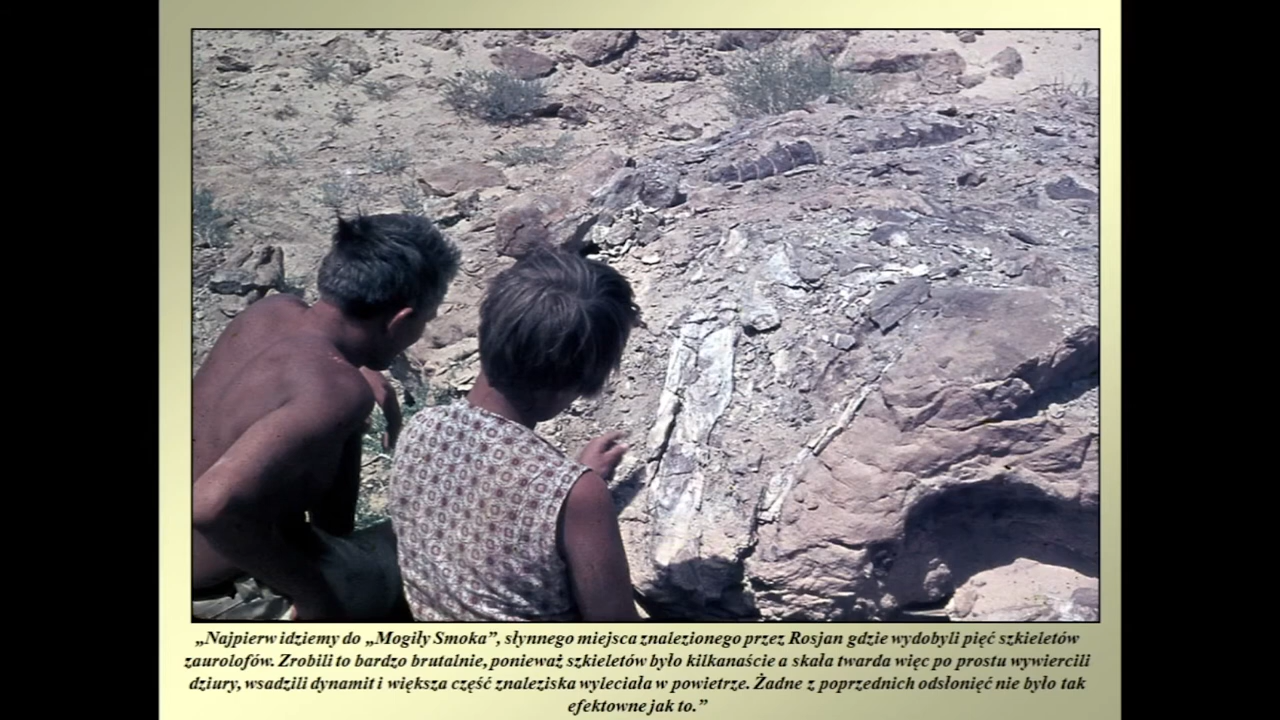 „Najpierw idziemy do „Mogiły Smoka”, słynnego miejsca znalezionego przez Rosjan gdzie wydobyli pięć szkieletów
zaurolofów. Zrobili to bardzo brutalnie, ponieważ szkieletów było kilkanaście a skała twarda więc po prostu wywiercili
dziury, wsadzili dynamit i większa część znaleziska wyleciała w powietrze. Żadne z poprzednich odsłonięć nie było tak
efektowne jak to.”